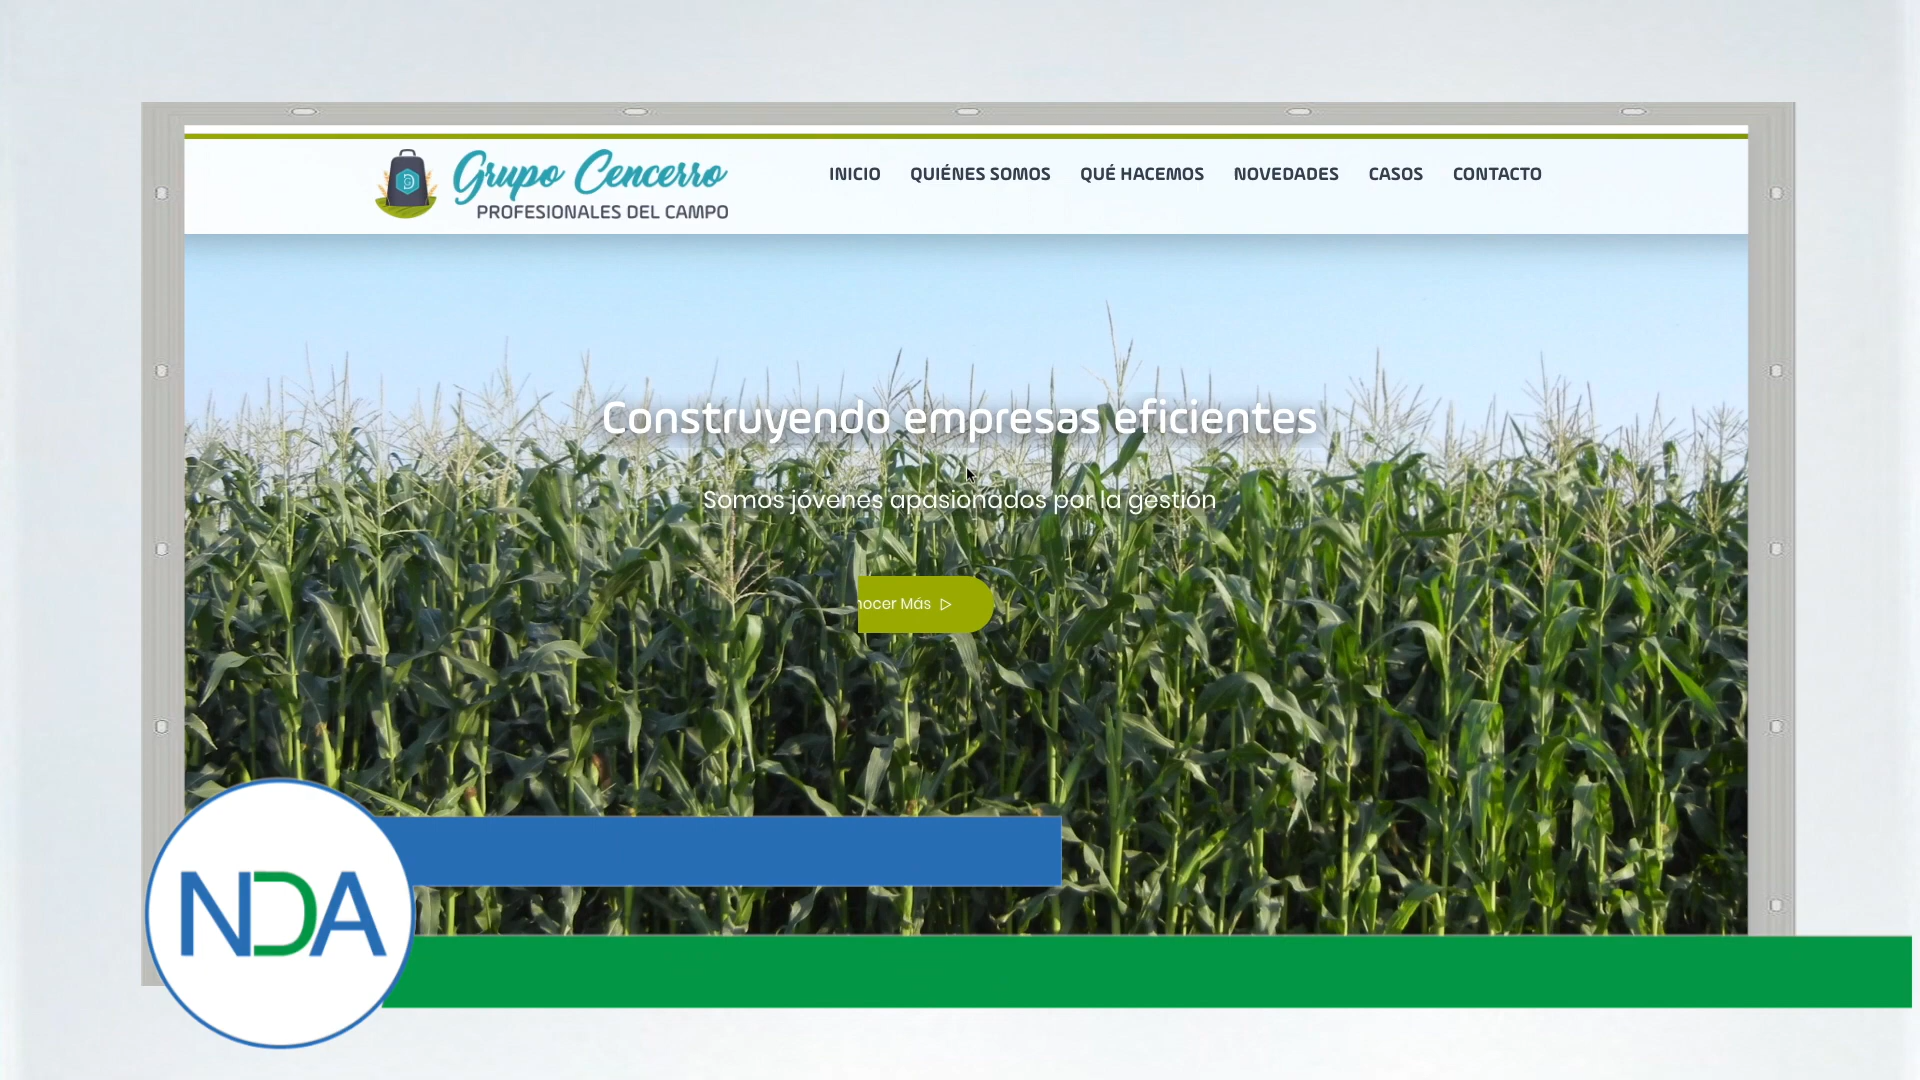 Grupo Cencerro
PROFESIONALES DEL CAMPO
INICIO QUIÉNES SOMOS QUÉ HACEMOS NOVEDADES CASOS CONTACTO
Construyendo empresas eficientes
Somos jóvenes apasionados por la gestión
Más
NDA